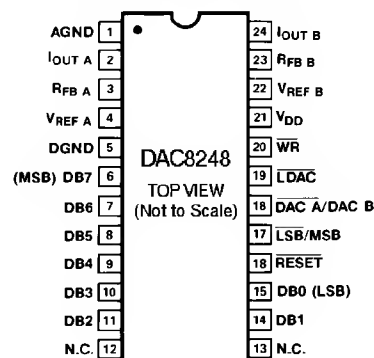 AGND 1
IOUT A 2
RFB A 3
VREF A 4
DGND 5
(MSB) DB7 6
DB6 7
DB5 8
DB4 9
DB3 10
DB2 11
N.C. 12
DAC8248
TOP VIEW
(Not to Scale)
24 IOUT B
23 RFB B
22 VREF B
21 VDD
20 WR
19 LDAC
18 DAC A/DAC B
17 LSB/MSB
16 RESET
15 DB0 (LSB)
14 DB1
13 N.C.